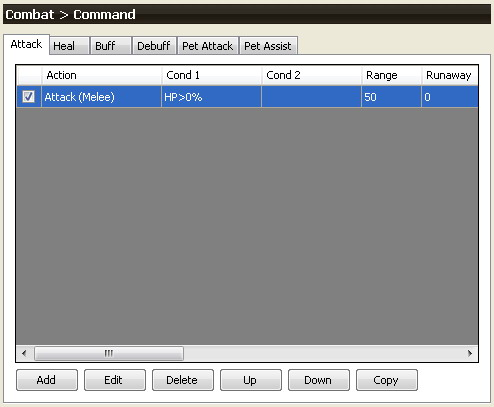 Combat > Command
Attack Heal Buff Debuff Pet Attack Pet Assist
Action Cond 1 Cond 2 Range Runaway
Attack (Melee) HP>0% 50 0
Add Edit Delete Up Down Copy